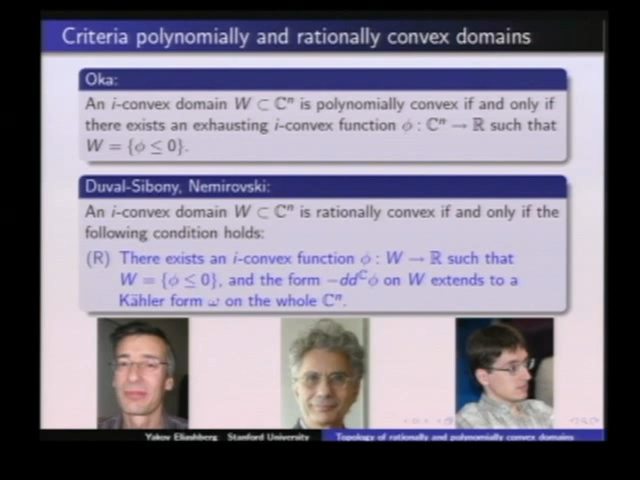 Criteria polynomially and rationally convex domains
Oka:
An i-convex domain W ⊂ ℂⁿ is polynomially convex if and only if
there exists an exhausting i-convex function ϕ : ℂⁿ → ℝ such that
W = {ϕ ≤ 0}.
Duval-Sibony, Nemirovski:
An i-convex domain W ⊂ ℂⁿ is rationally convex if and only if the
following condition holds:
(R) There exists an i-convex function ϕ : W → ℝ such that
W = {ϕ ≤ 0}, and the form −dd^ℂϕ on W extends to a
Kähler form ω on the whole ℂⁿ.
Yakov Eliashberg Stanford University Topology of rationally and polynomially convex domains